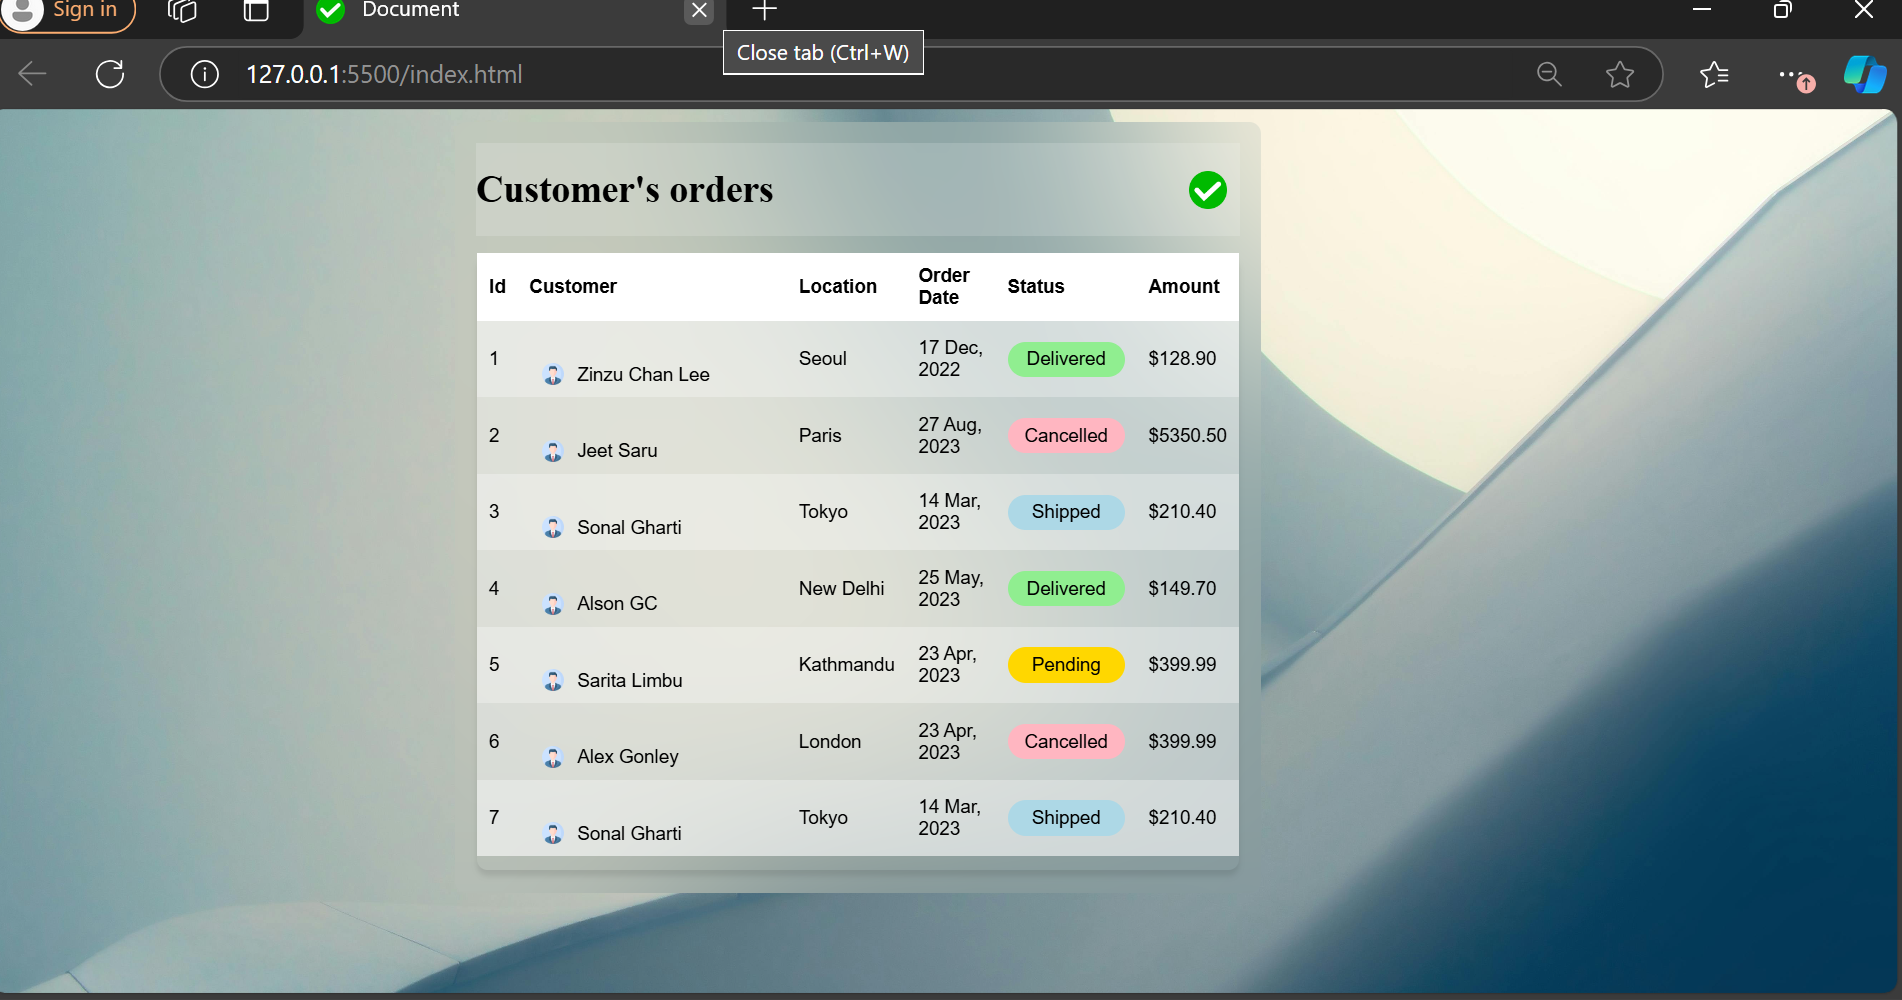 Sign in
Document
Close tab (Ctrl+W)
127.0.0.1:5500/index.html
Customer's orders
Id Customer Location Order Date Status Amount
1 Zinzu Chan Lee Seoul 17 Dec, 2022 Delivered $128.90
2 Jeet Saru Paris 27 Aug, 2023 Cancelled $5350.50
3 Sonal Gharti Tokyo 14 Mar, 2023 Shipped $210.40
4 Alson GC New Delhi 25 May, 2023 Delivered $149.70
5 Sarita Limbu Kathmandu 23 Apr, 2023 Pending $399.99
6 Alex Gonley London 23 Apr, 2023 Cancelled $399.99
7 Sonal Gharti Tokyo 14 Mar, 2023 Shipped $210.40